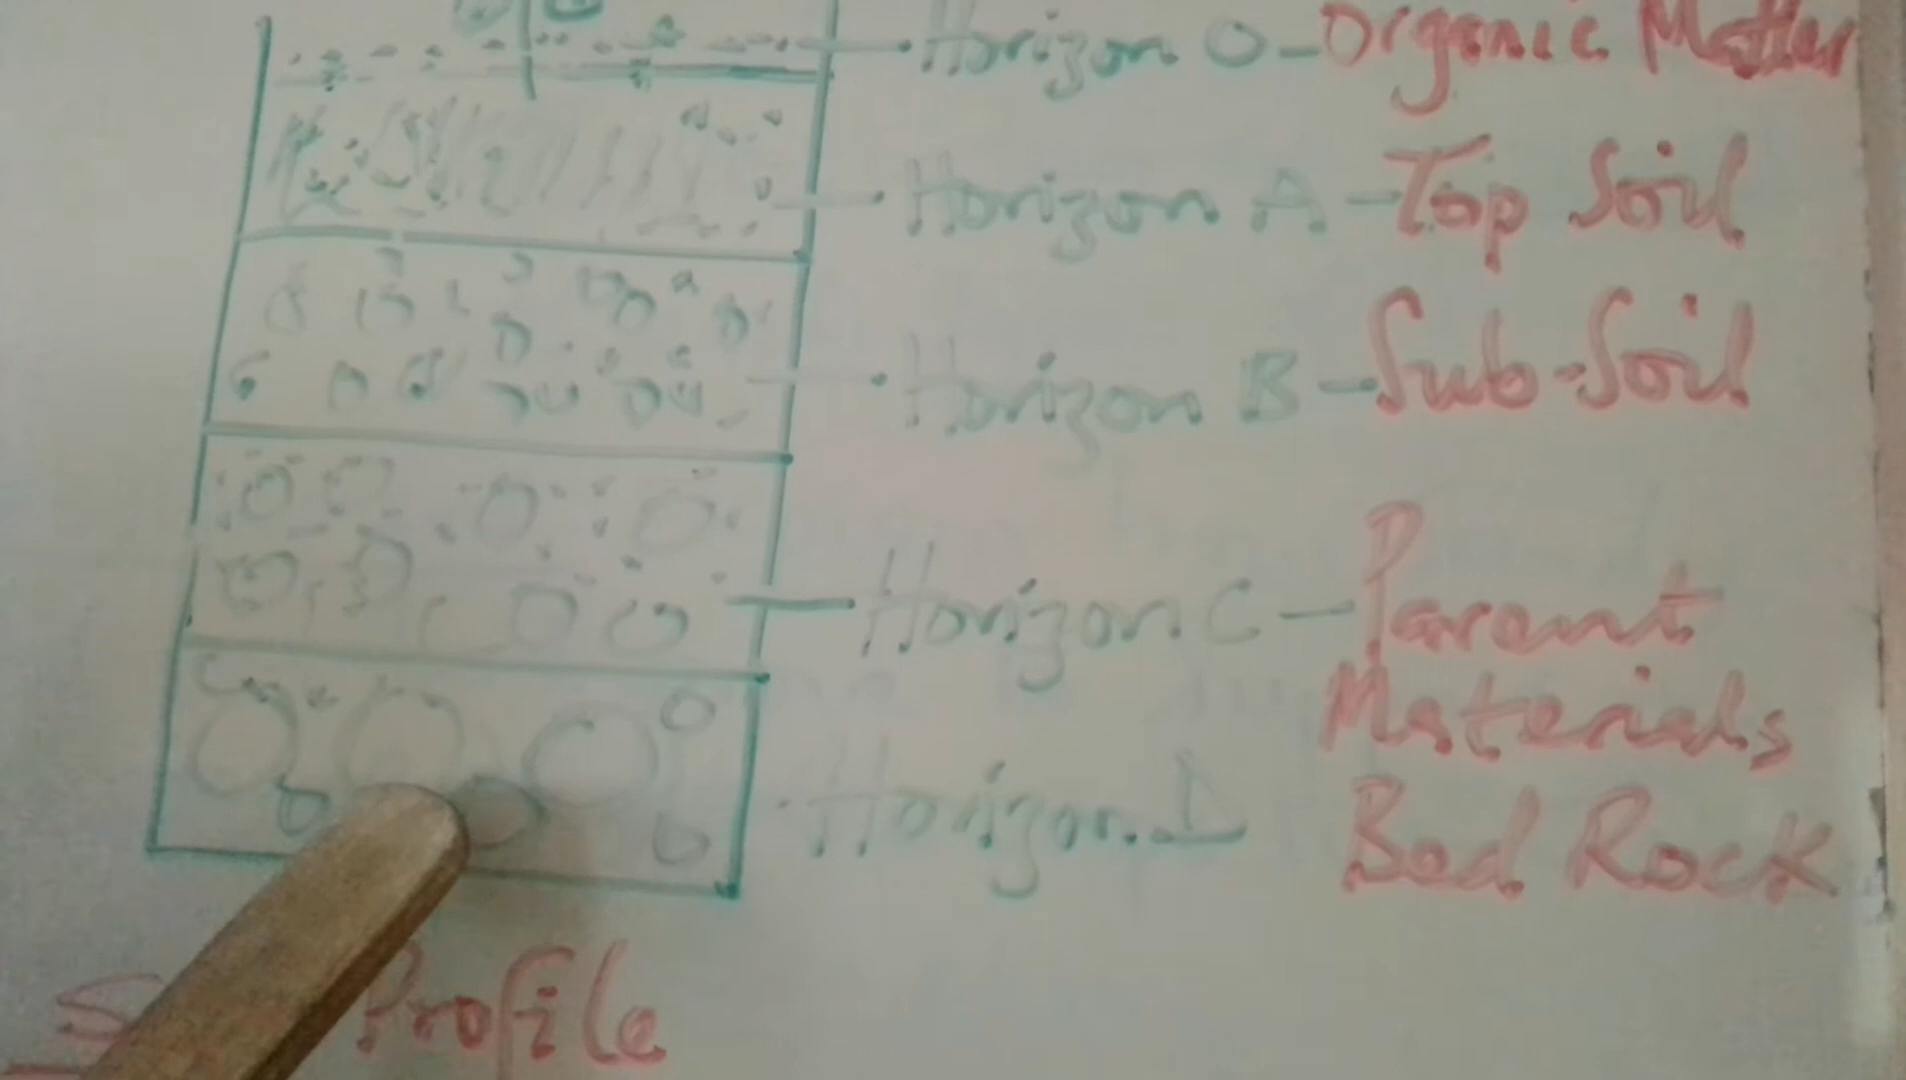 Horizon O - Organic Matter
Horizon A - Top Soil
Horizon B - Sub-Soil
Horizon C - Parent
Materials
Horizon D Bed Rock
Profile